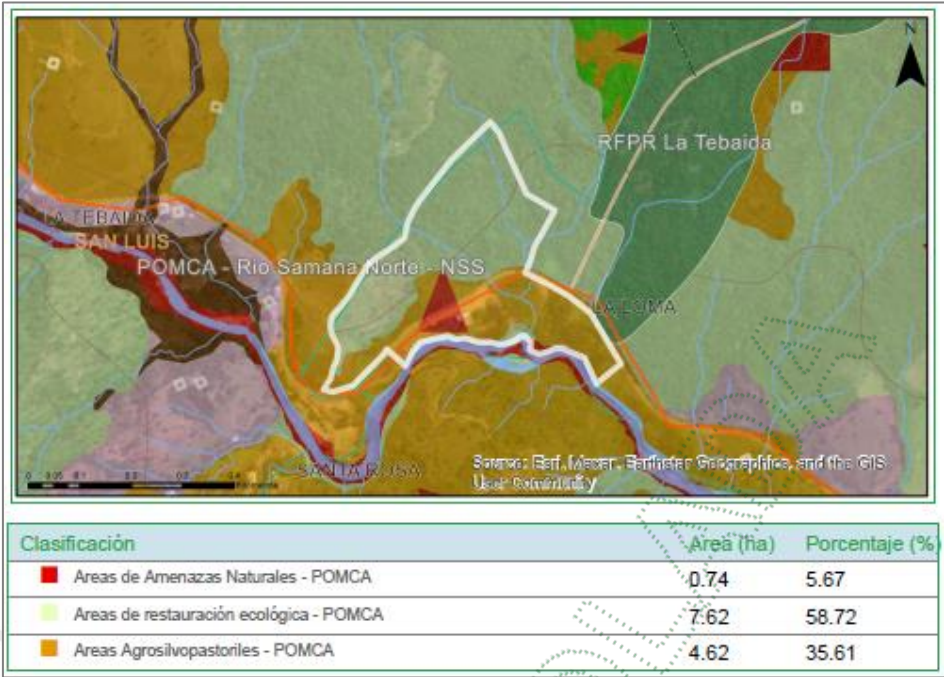 N
RFPR La Tebaida
LA TEBAIDA
SAN LUIS
POMCA - Rio Samana Norte - NSS
LA LOMA
SANTA ROSA
Source: Esri, Maxar, Earthstar Geographics, and the GIS
User Community
Clasificación Area (ha) Porcentaje (%)
Areas de Amenazas Naturales - POMCA 0.74 5.67
Areas de restauración ecológica - POMCA 7.62 58.72
Areas Agrosilvopastoriles - POMCA 4.62 35.61